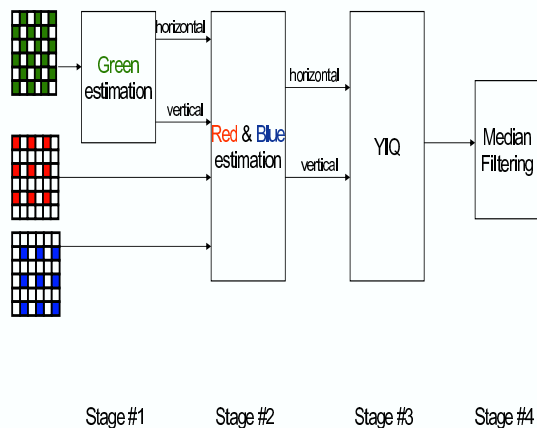 horizontal
Green
estimation
vertical
horizontal
Red & Blue
estimation
vertical
YIQ
Median
Filtering
Stage #1
Stage #2
Stage #3
Stage #4